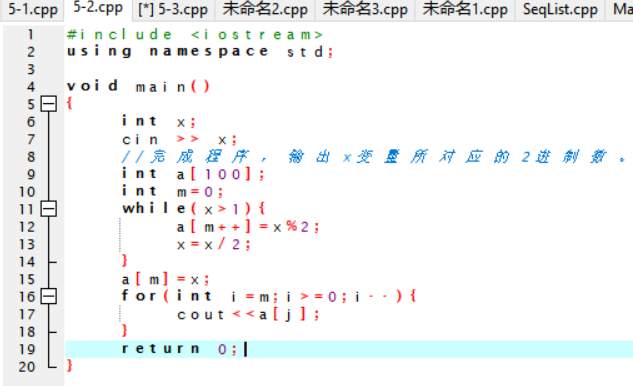 5-1.cpp 5-2.cpp [*] 5-3.cpp 未命名2.cpp 未命名3.cpp 未命名1.cpp SeqList.cpp Ma
1 #include <iostream>
2 using namespace std;
3
4 void main()
5 {
6 int x;
7 cin >> x;
8 //完成程序，输出x变量所对应的2进制数。
9 int a[100];
10 int m=0;
11 while(x>1){
12 a[m++]=x%2;
13 x=x/2;
14 }
15 a[m]=x;
16 for(int i=m;i>=0;i--){
17 cout<<a[j];
18 }
19 return 0;
20 }